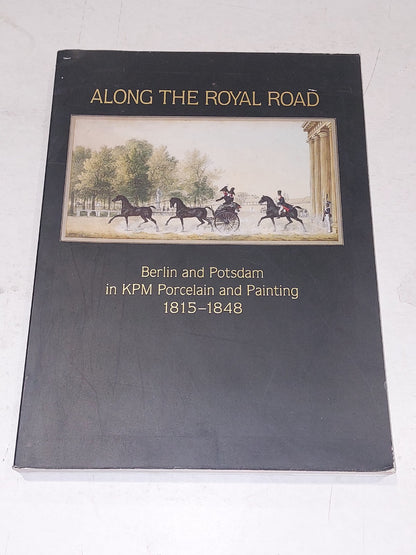 ALONG THE ROYAL ROAD
Berlin and Potsdam
in KPM Porcelain and Painting
1815–1848